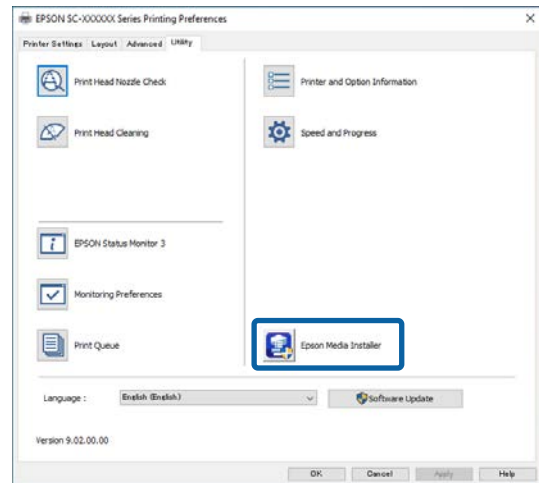 EPSON SC-XXXXXX Series Printing Preferences
Printer Settings Layout Advanced Utility
Print Head Nozzle Check
Printer and Option Information
Print Head Cleaning
Speed and Progress
EPSON Status Monitor 3
Monitoring Preferences
Print Queue
Epson Media Installer
Language : English (English) Software Update
Version 9.02.00.00
OK Cancel Apply Help